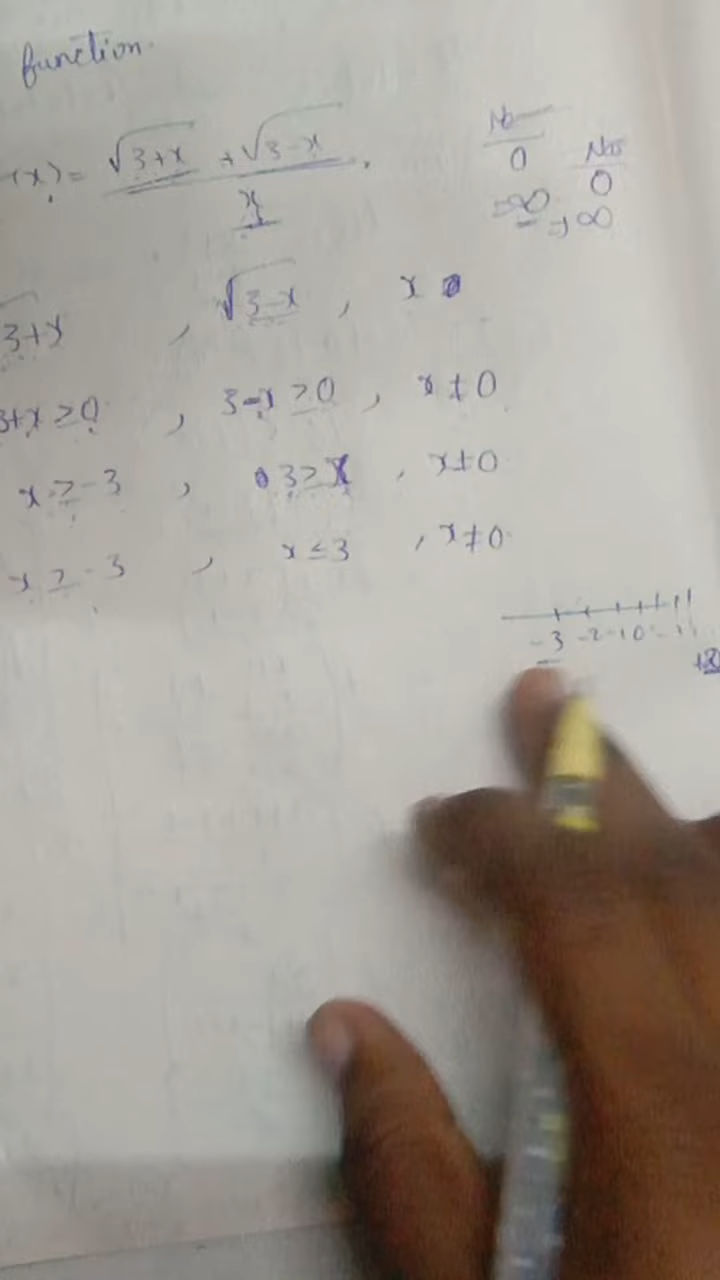 function.
(x) = √3+x + √3-x / x .
No / 0 = ∞
No / 0 = +∞
3+x , √3-x , x
3+x ≥ 0 , 3-x ≥ 0 , x ≠ 0
x ≥ -3 , 3 ≥ x , x ≠ 0
x ≥ -3 , x ≤ 3 , x ≠ 0
-3 -2 -1 0